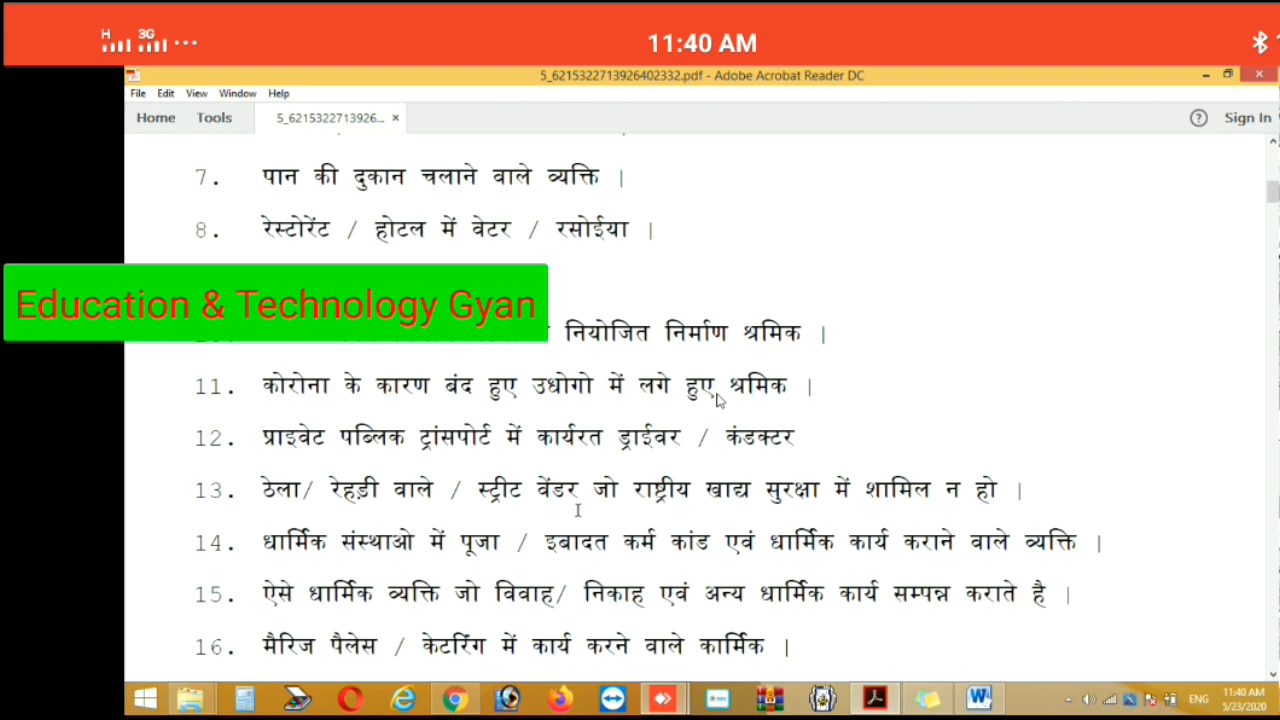 H 3G 11:40 AM
5_6215322713926402332.pdf - Adobe Acrobat Reader DC
File Edit View Window Help
Home Tools 5_6215322713926... × Sign In
7. पान की दुकान चलाने वाले व्यक्ति |
8. रेस्टोरेंट / होटल में वेटर / रसोईया |
Education & Technology Gyan
नियोजित निर्माण श्रमिक |
11. कोरोना के कारण बंद हुए उधोगो में लगे हुए श्रमिक |
12. प्राइवेट पब्लिक ट्रांसपोर्ट में कार्यरत ड्राईवर / कंडक्टर
13. ठेला/ रेहड़ी वाले / स्ट्रीट वेंडर जो राष्ट्रीय खाद्य सुरक्षा में शामिल न हो |
14. धार्मिक संस्थाओ में पूजा / इबादत कर्म कांड एवं धार्मिक कार्य कराने वाले व्यक्ति |
15. ऐसे धार्मिक व्यक्ति जो विवाह/ निकाह एवं अन्य धार्मिक कार्य सम्पन्न कराते है |
16. मैरिज पैलेस / केटरिंग में कार्य करने वाले कार्मिक |
ENG 11:40 AM
5/23/2020